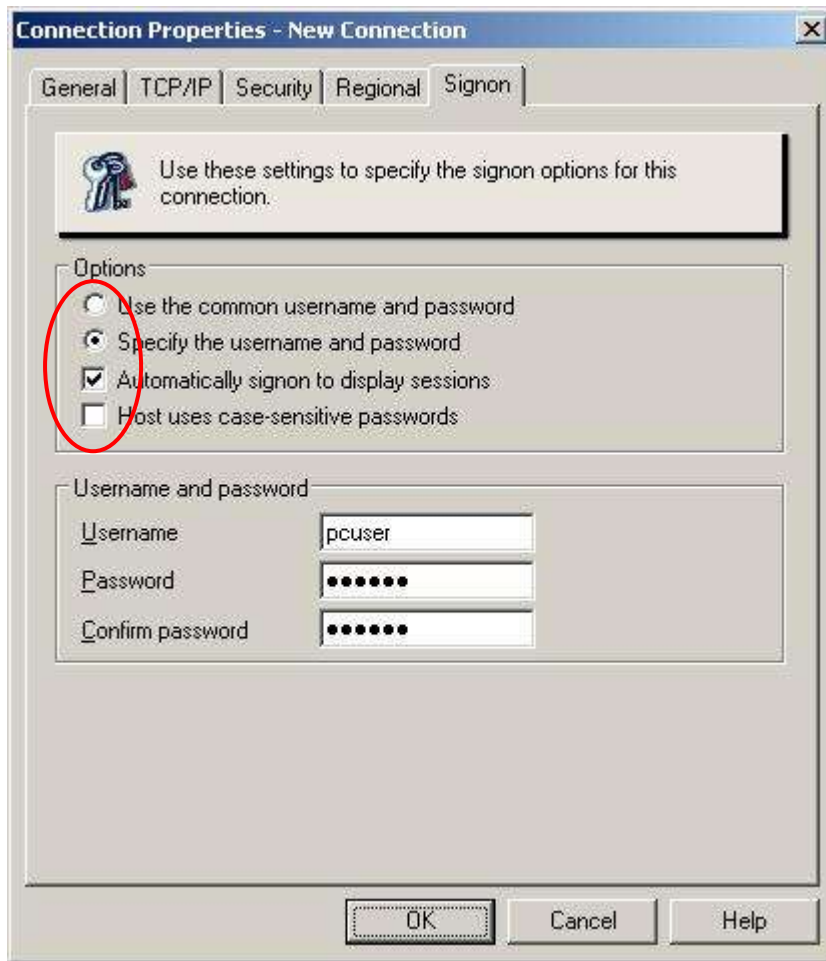 Connection Properties - New Connection
General TCP/IP Security Regional Signon
Use these settings to specify the signon options for this
connection.
Options
Use the common username and password
Specify the username and password
Automatically signon to display sessions
Host uses case-sensitive passwords
Username and password
Username pcuser
Password ••••••
Confirm password ••••••
OK Cancel Help